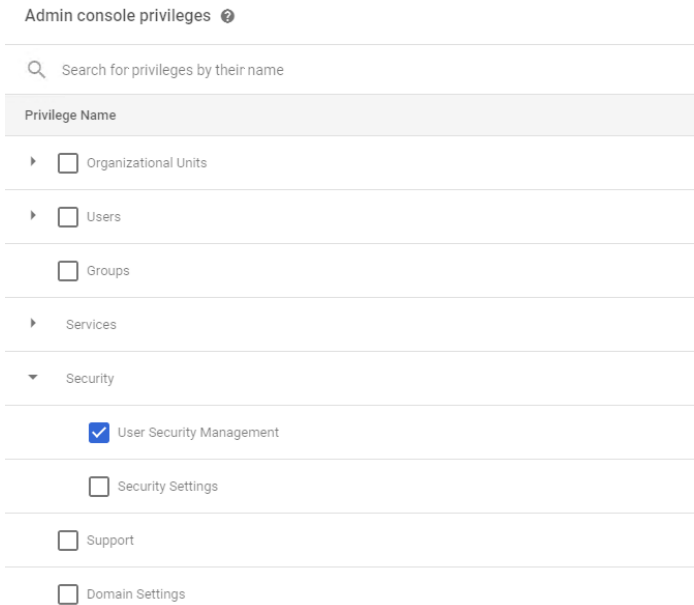 Admin console privileges
Search for privileges by their name
Privilege Name
Organizational Units
Users
Groups
Services
Security
User Security Management
Security Settings
Support
Domain Settings